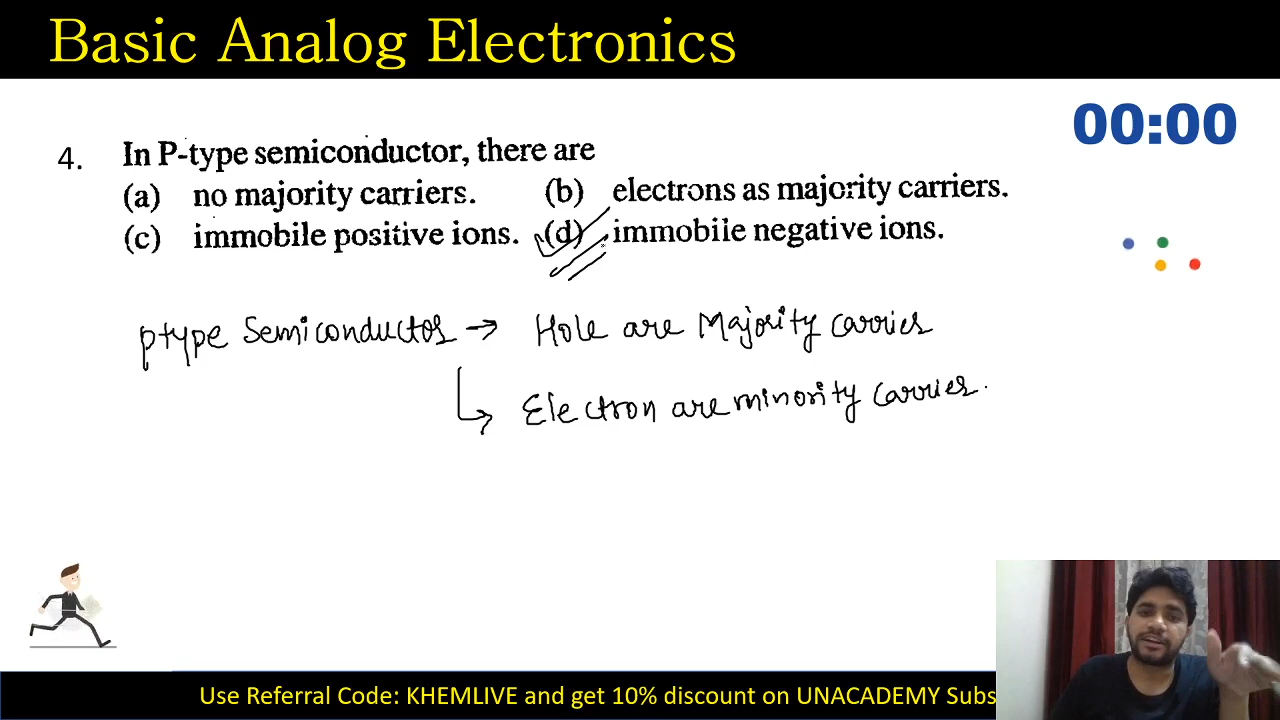 Basic Analog Electronics
00:00
4. In P-type semiconductor, there are
(a) no majority carriers. (b) electrons as majority carriers.
(c) immobile positive ions. (d) immobile negative ions.
ptype Semiconductor → Hole are Majority carries
Electron are minority carries.
Use Referral Code: KHEMLIVE and get 10% discount on UNACADEMY Subs